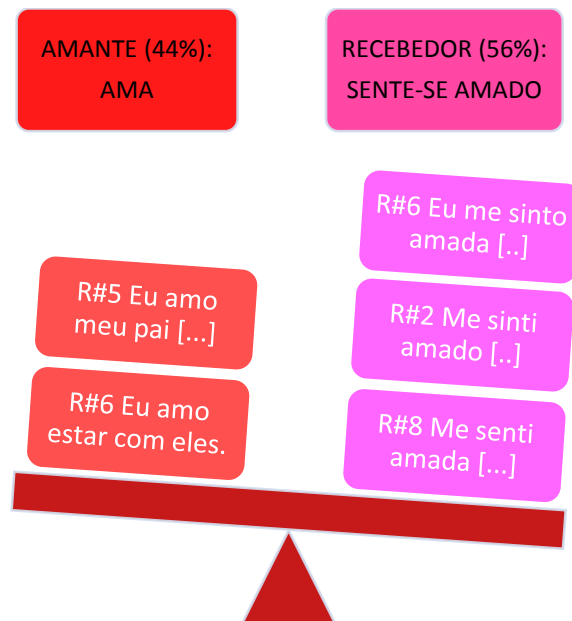 AMANTE (44%):
AMA
RECEBEDOR (56%):
SENTE-SE AMADO
R#5 Eu amo
meu pai [...]
R#6 Eu amo
estar com eles.
R#6 Eu me sinto
amada [..]
R#2 Me sinti
amado [..]
R#8 Me senti
amada [...]